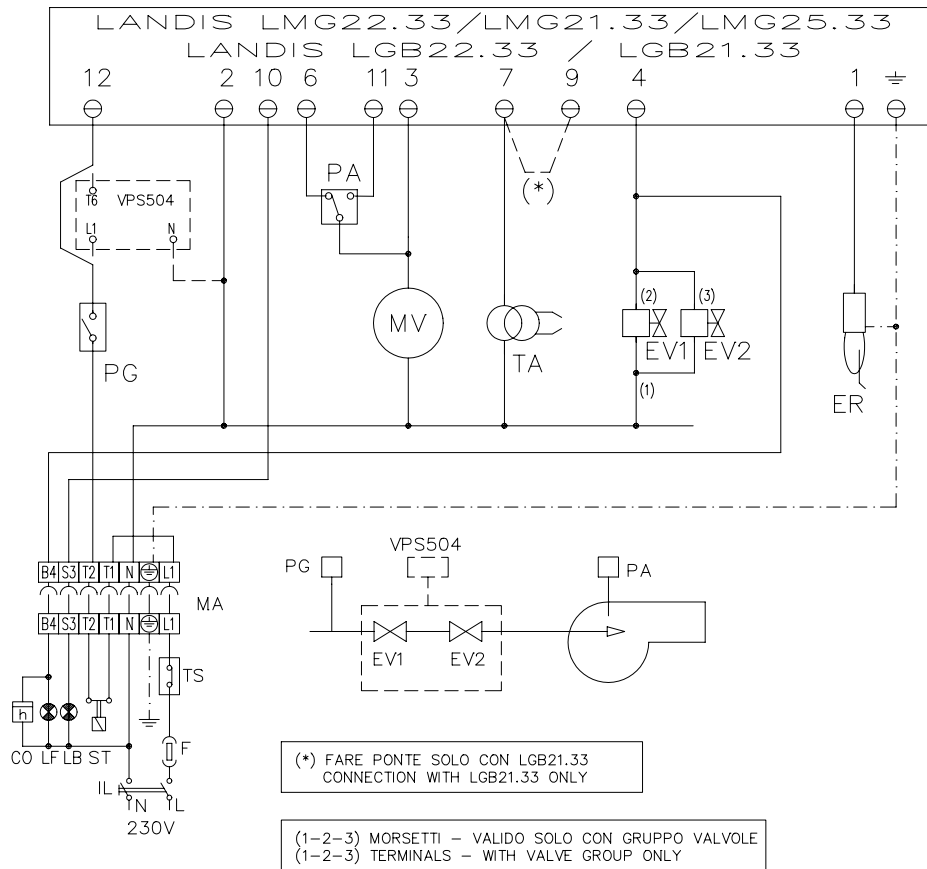 LANDIS LMG22.33/LMG21.33/LMG25.33
LANDIS LGB22.33 / LGB21.33
12 2 10 6 11 3 7 9 4 1
PA
(*)
T6 VPS504
L1 N
MV
TA
(2) (3)
EV1 EV2
(1)
PG
ER
B4 S3 T2 T1 N L1
MA
B4 S3 T2 T1 N L1
VPS504
PG
PA
EV1 EV2
TS
h
CO LF LB ST
F
IL
N L
230V
(*) FARE PONTE SOLO CON LGB21.33
CONNECTION WITH LGB21.33 ONLY
(1-2-3) MORSETTI - VALIDO SOLO CON GRUPPO VALVOLE
(1-2-3) TERMINALS - WITH VALVE GROUP ONLY